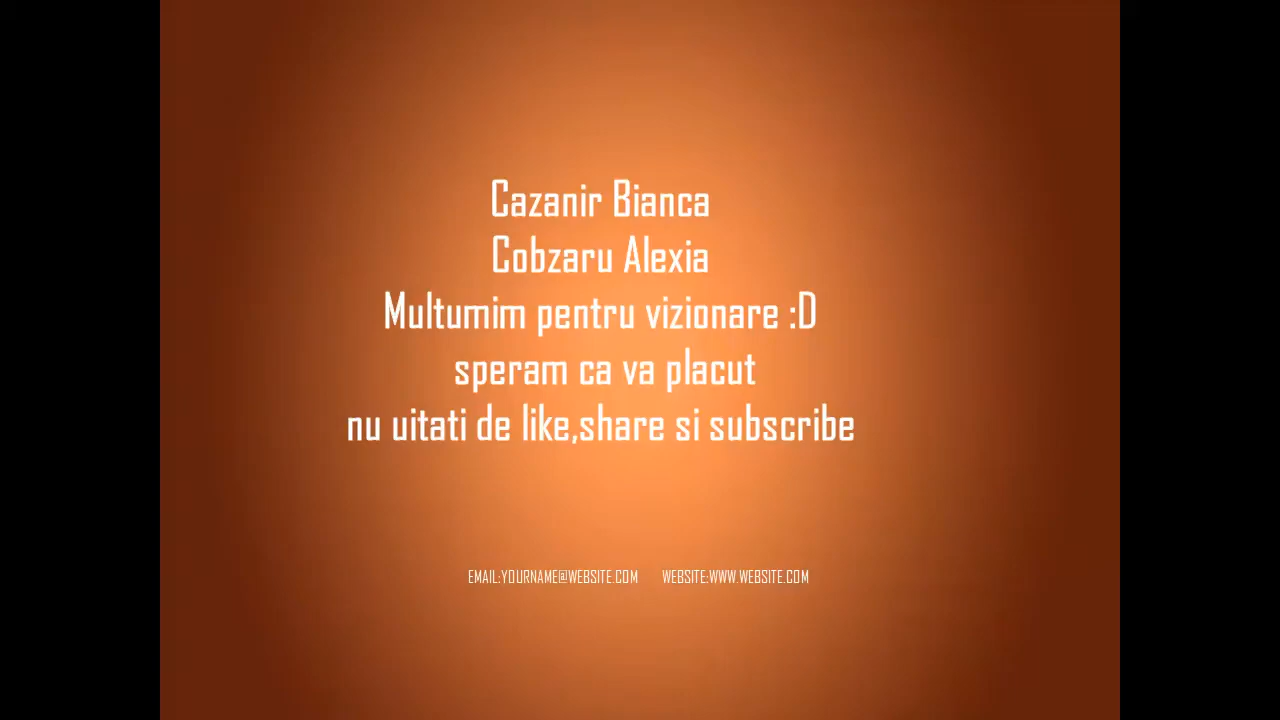 Cazanir Bianca
Cobzaru Alexia
Multumim pentru vizionare :D
speram ca va placut
nu uitati de like,share si subscribe
EMAIL:YOURNAME@WEBSITE.COM WEBSITE:WWW.WEBSITE.COM